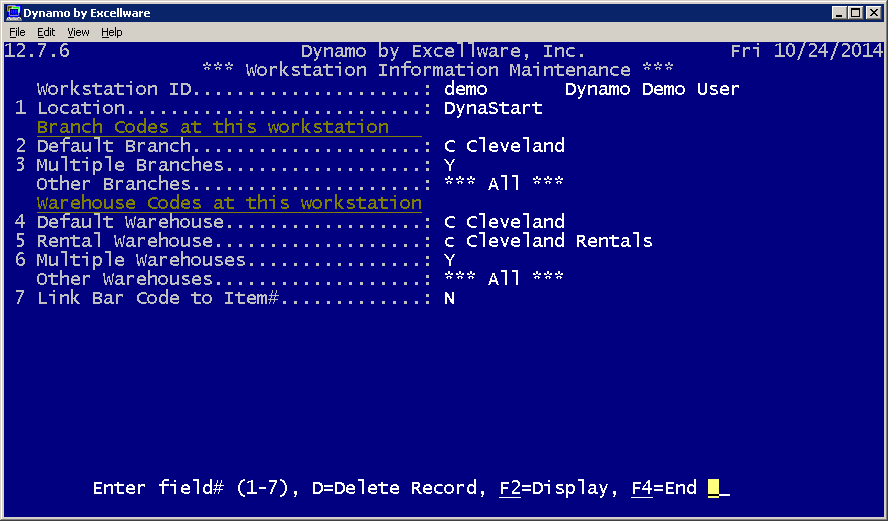 Dynamo by Excellware
File Edit View Help
12.7.6 Dynamo by Excellware, Inc. Fri 10/24/2014
*** Workstation Information Maintenance ***
Workstation ID.....................: demo Dynamo Demo User
1 Location...........................: DynaStart
Branch Codes at this workstation
2 Default Branch.....................: C Cleveland
3 Multiple Branches..................: Y
Other Branches.....................: *** All ***
Warehouse Codes at this workstation
4 Default Warehouse..................: C Cleveland
5 Rental Warehouse...................: c Cleveland Rentals
6 Multiple Warehouses................: Y
Other Warehouses...................: *** All ***
7 Link Bar Code to Item#.............: N
Enter field# (1-7), D=Delete Record, F2=Display, F4=End